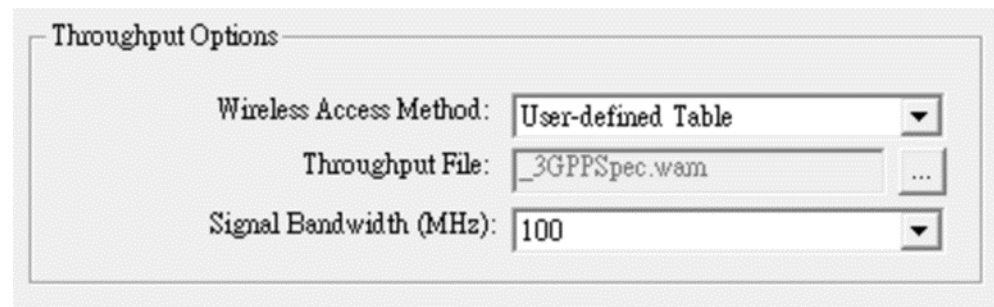 Throughput Options
Wireless Access Method: User-defined Table
Throughput File: _3GPPSpec.wam ...
Signal Bandwidth (MHz): 100